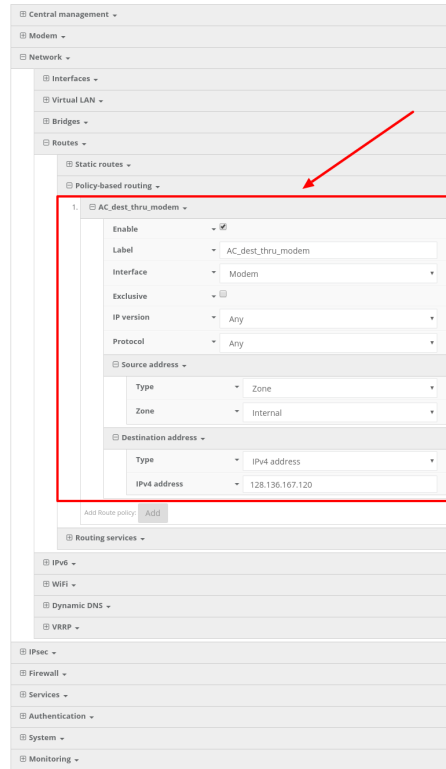 Central management
Modem
Network
Interfaces
Virtual LAN
Bridges
Routes
Static routes
Policy-based routing
1. AC_dest_thru_modem
Enable
Label AC_dest_thru_modem
Interface Modem
Exclusive
IP version Any
Protocol Any
Source address
Type Zone
Zone Internal
Destination address
Type IPv4 address
IPv4 address 128.136.167.120
Add Route policy: Add
Routing services
IPv6
WiFi
Dynamic DNS
VRRP
IPsec
Firewall
Services
Authentication
System
Monitoring